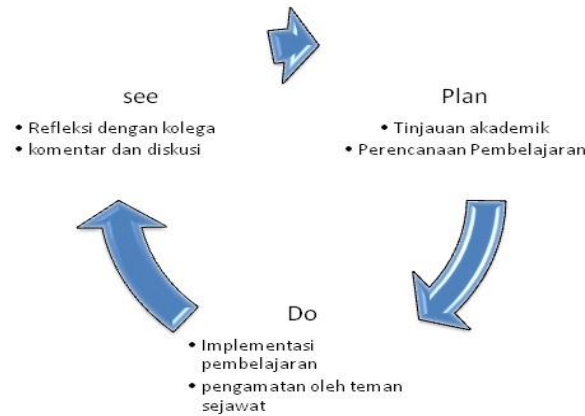 see
• Refleksi dengan kolega
• komentar dan diskusi
Plan
• Tinjauan akademik
• Perencanaan Pembelajaran
Do
• Implementasi
pembelajaran
• pengamatan oleh teman
sejawat